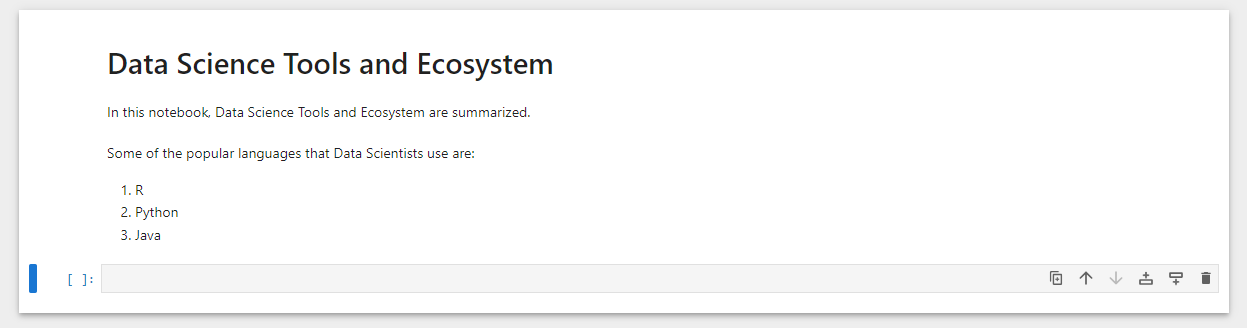 Data Science Tools and Ecosystem
In this notebook, Data Science Tools and Ecosystem are summarized.
Some of the popular languages that Data Scientists use are:
1. R
2. Python
3. Java
[ ]: